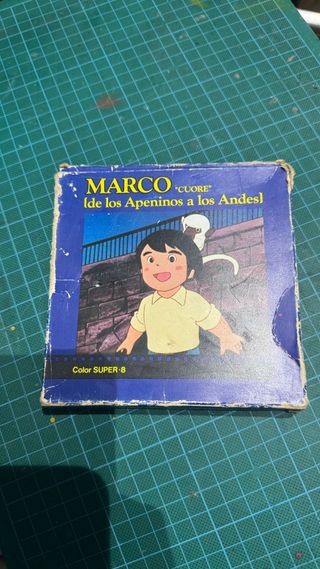 MARCO "CUORE"
[de los Apeninos a los Andes]
Color SUPER-8